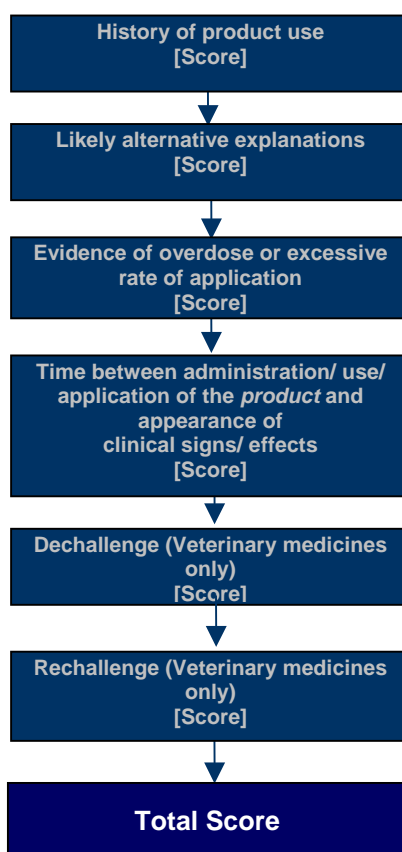 History of product use
[Score]
Likely alternative explanations
[Score]
Evidence of overdose or excessive
rate of application
[Score]
Time between administration/ use/
application of the product and
appearance of
clinical signs/ effects
[Score]
Dechallenge (Veterinary medicines
only)
[Score]
Rechallenge (Veterinary medicines
only)
[Score]
Total Score